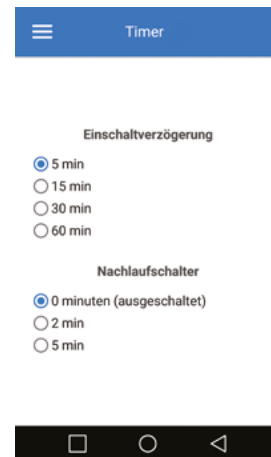 Timer
Einschaltverzögerung
5 min
15 min
30 min
60 min
Nachlaufschalter
0 minuten (ausgeschaltet)
2 min
5 min